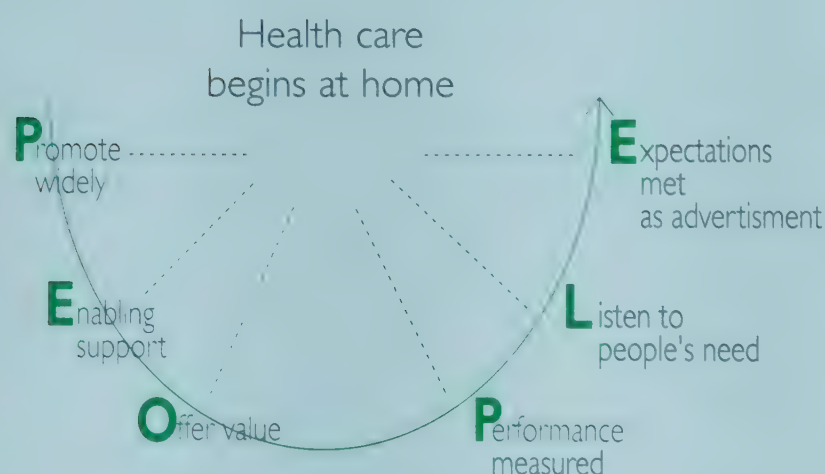 Health care
begins at home
Promote
widely
Enabling
support
Offer value
Performance
measured
Listen to
people's need
Expectations
met
as advertisment